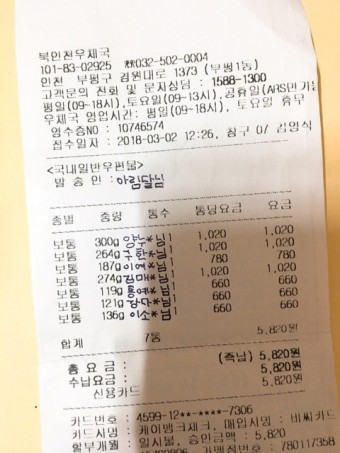 북인천우체국
101-83-02925 ☎032-502-0004
인천 부평구 경원대로 1373 (부평1동)
고객문의 전화 및 문자상담 : 1588-1300
평일(09-18시),토요일(09-13시),공휴일(ARS만가능
우체국 영업시간: 평일(09-18시), 토요일 휴무
영수증NO : 10746574
접수일자 : 2018-03-02 12:26, 창구 07 김영식
<국내일반우편물>
발 송 인 : 아림달님
종별 중량 통수 통당요금 요금
보통 300g 양수*님 1 1,020 1,020
보통 264g 구한*님 1 1,020 1,020
보통 187g 이예*님 1 780 780
보통 274g 김매*님 1 1,020 1,020
보통 119g 홍예*님 1 660 660
보통 121g 강다*님 1 660 660
보통 136g 이소*님 1 660 660
합계 7통 5,820원
총 요 금 : (즉납) 5,820원
수납요금 : 5,820원
신용카드 5,820원
카드번호 : 4599-12**-****-7306
카드사명 : 케이뱅크체크, 매입사명 : 비씨카드
할부개월 : 일시불, 승인금액 : 5,820
가맹점번호 : 780117358